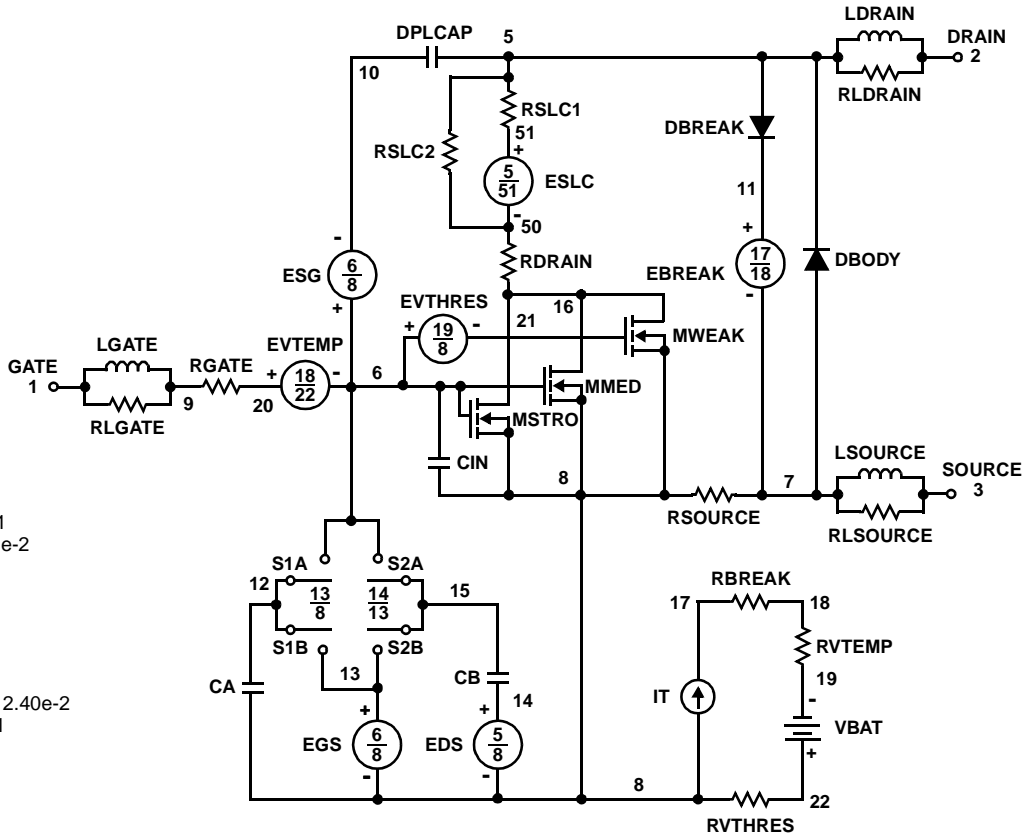 LDRAIN
DPLCAP 5 DRAIN
10 2
RLDRAIN
RSLC1
DBREAK
51
+
RSLC2
5
51
ESLC
11
-
50
-
+
RDRAIN
6
8
ESG
17
18
EBREAK
DBODY
EVTHRES
+
16
-
+ 19
8
-
21
MWEAK
LGATE
EVTEMP
GATE
1
RGATE
+ 18
22
-
6
MMED
9
20
RLGATE
MSTRO
LSOURCE
CIN
8
7
SOURCE
3
RSOURCE
RLSOURCE
e-2
S1A
S2A
12
13
8
14
13
15
RBREAK
17
18
S1B
S2B
RVTEMP
13
CB
19
CA
14
IT
-
2.40e-2
+
+
VBAT
EGS
6
8
EDS
5
8
+
-
-
8
22
RVTHRES